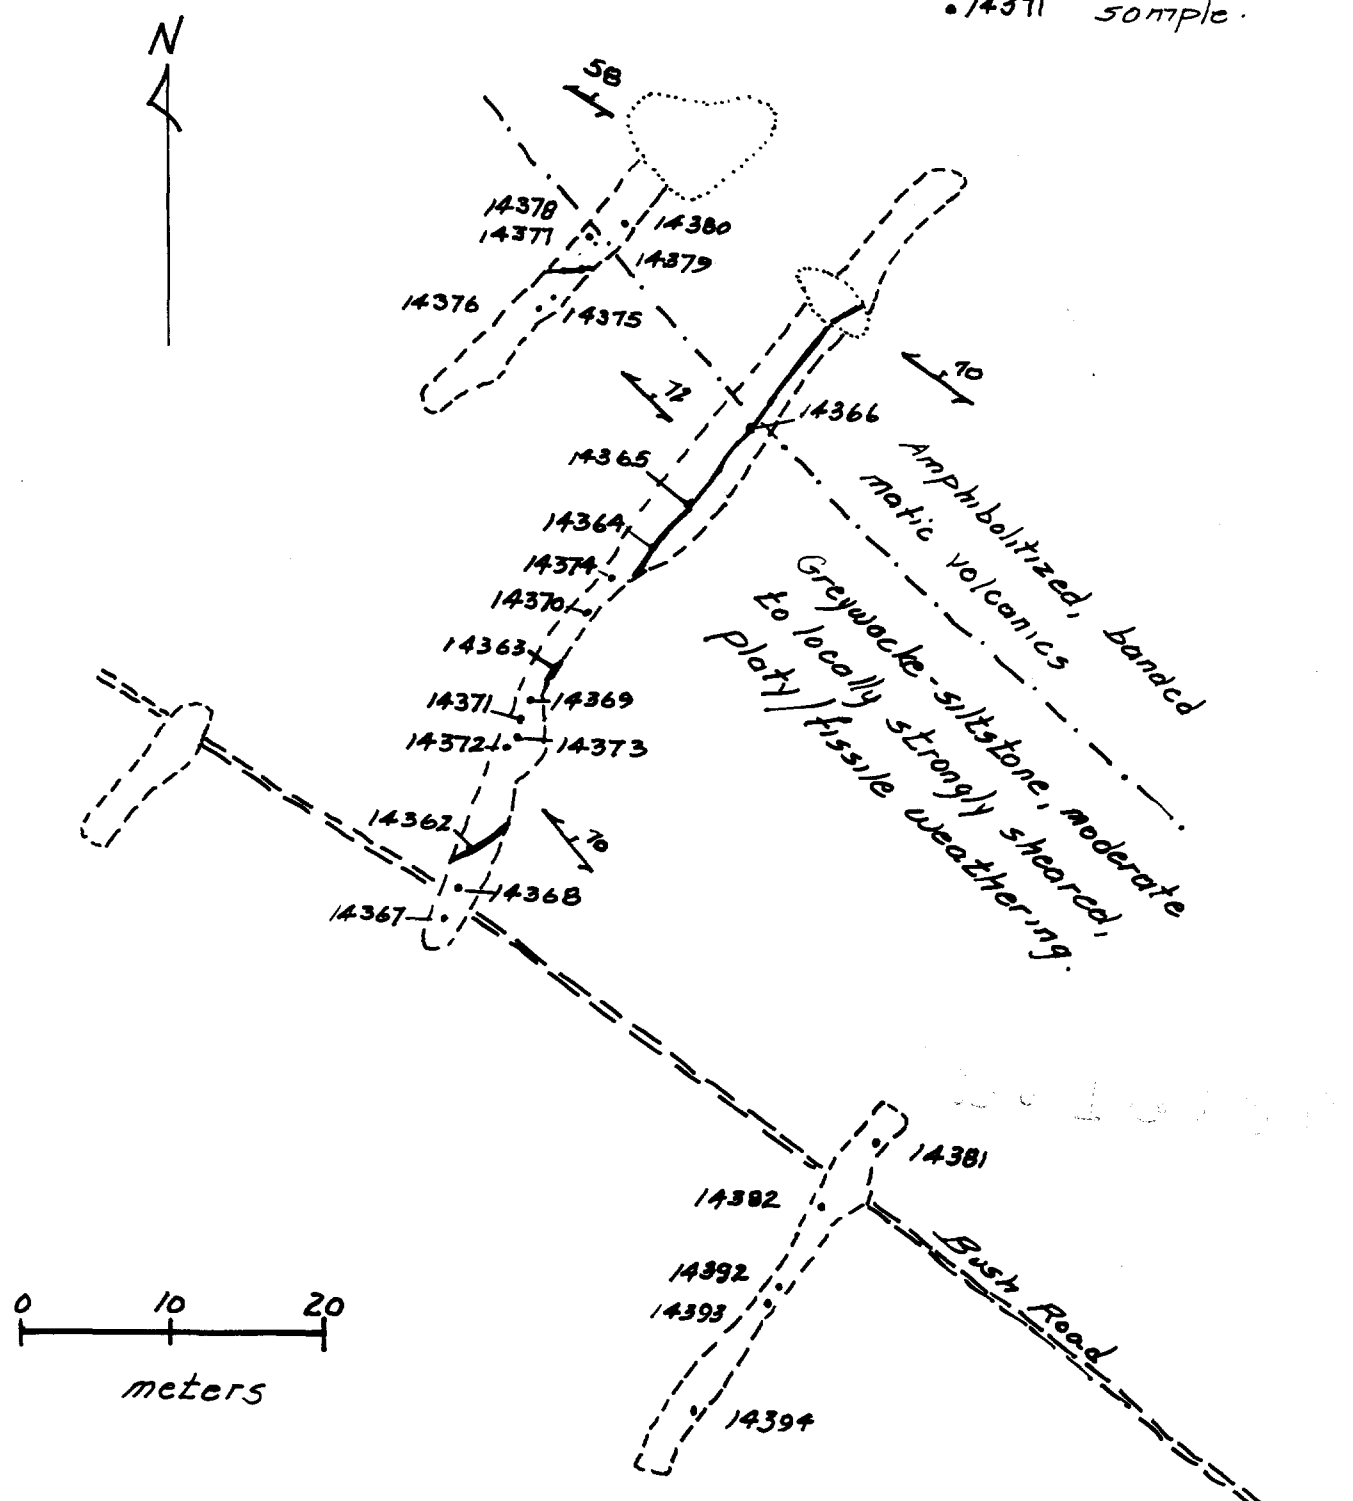 .14371 sample.
N
58
14378
14377
14380
14379
14376
14375
72
70
14366
14365
14364
14374
14370
14363
14371
14369
14372
14373
14362
70
14368
14367
Amphibolitized, banded
mafic volcanics
Greywacke-siltstone, moderate
to locally strongly sheared,
platy/fissile weathering.
14381
14382
14392
14393
14394
Bush Road
0 10 20
meters